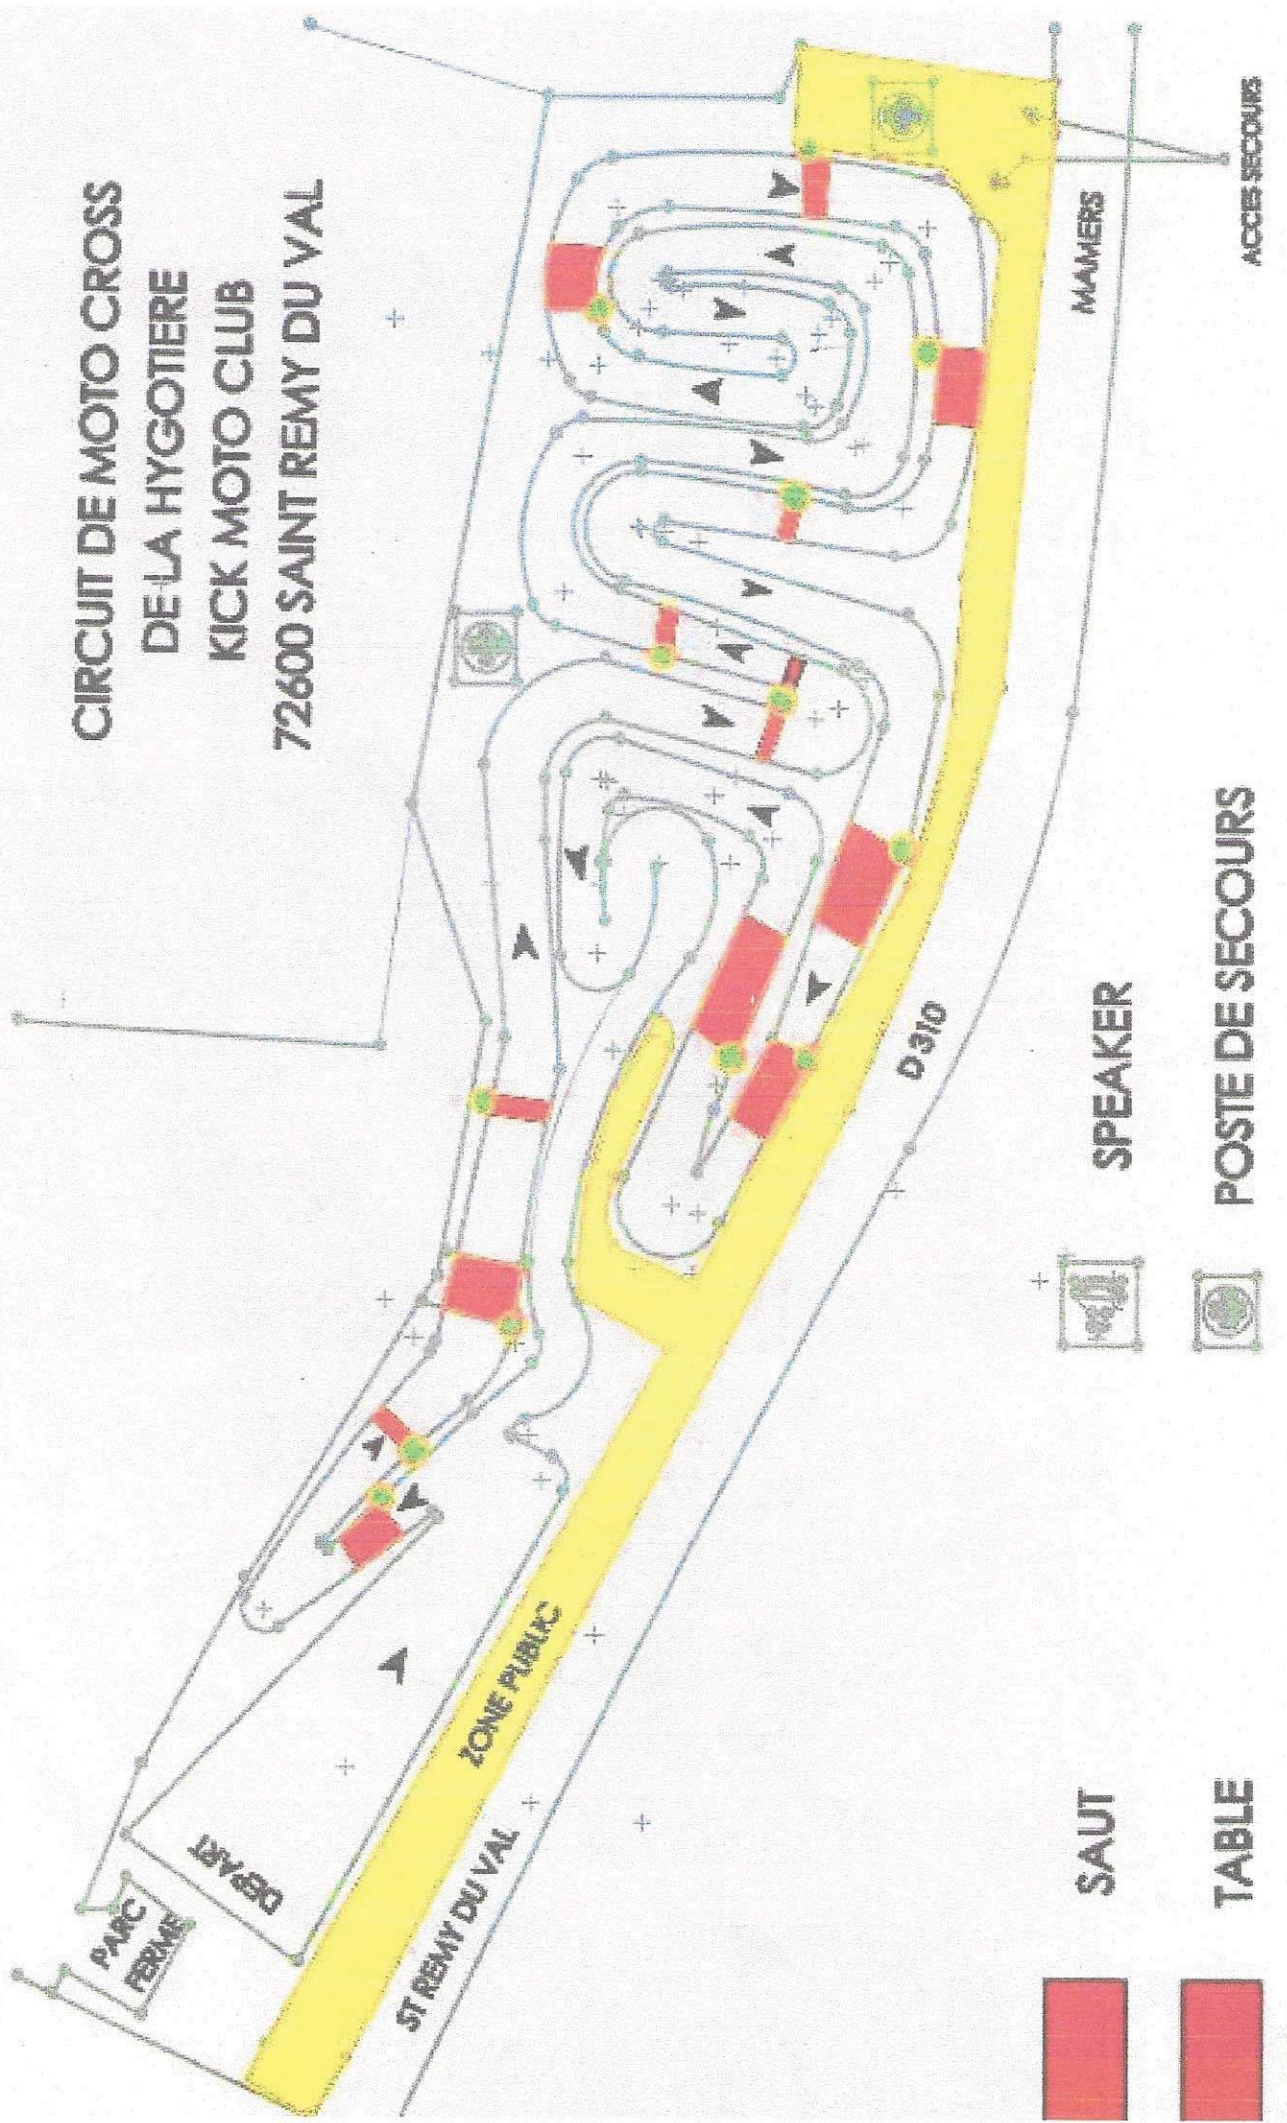 CIRCUIT DE MOTO CROSS
DE LA HYGOTIERE
KICK MOTO CLUB
72600 SAINT REMY DU VAL
PARC
FERME
DEPART
ZONE PUBLIC
ST REMY DU VAL
D 310
MAMERS
ACCES SECOURS
SAUT
SPEAKER
TABLE
POSTE DE SECOURS